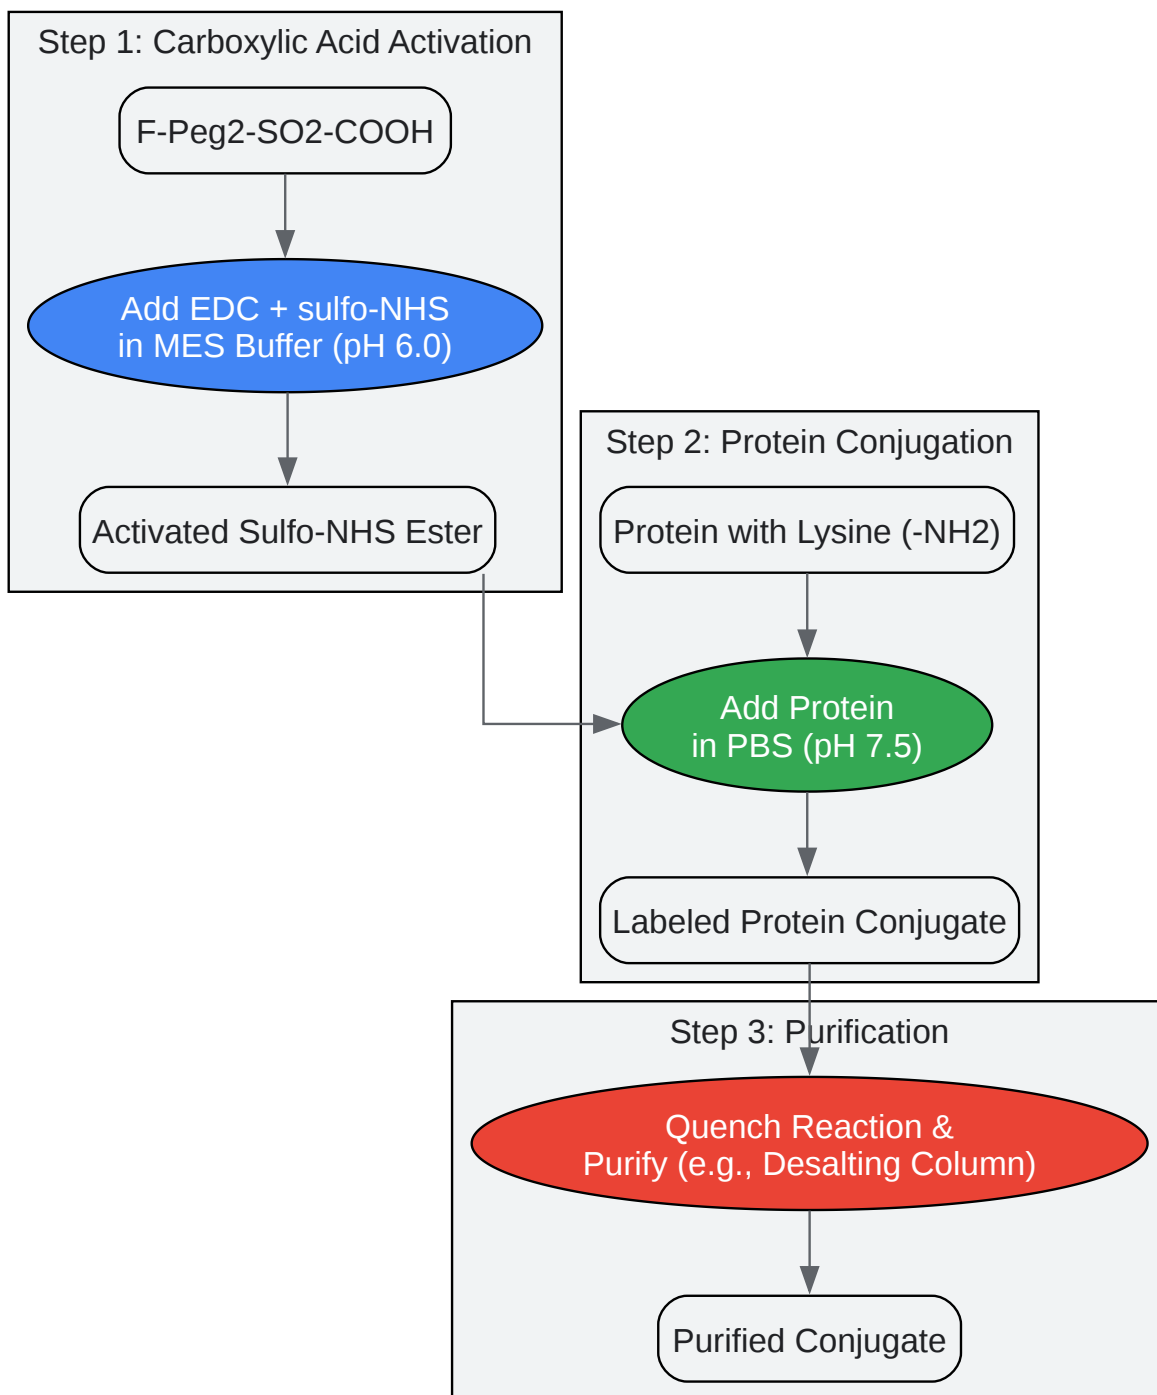 Step 1: Carboxylic Acid Activation
F-Peg2-SO2-COOH
Add EDC + sulfo-NHS
in MES Buffer (pH 6.0)
Activated Sulfo-NHS Ester
Step 2: Protein Conjugation
Protein with Lysine (-NH2)
Add Protein
in PBS (pH 7.5)
Labeled Protein Conjugate
Step 3: Purification
Quench Reaction &
Purify (e.g., Desalting Column)
Purified Conjugate